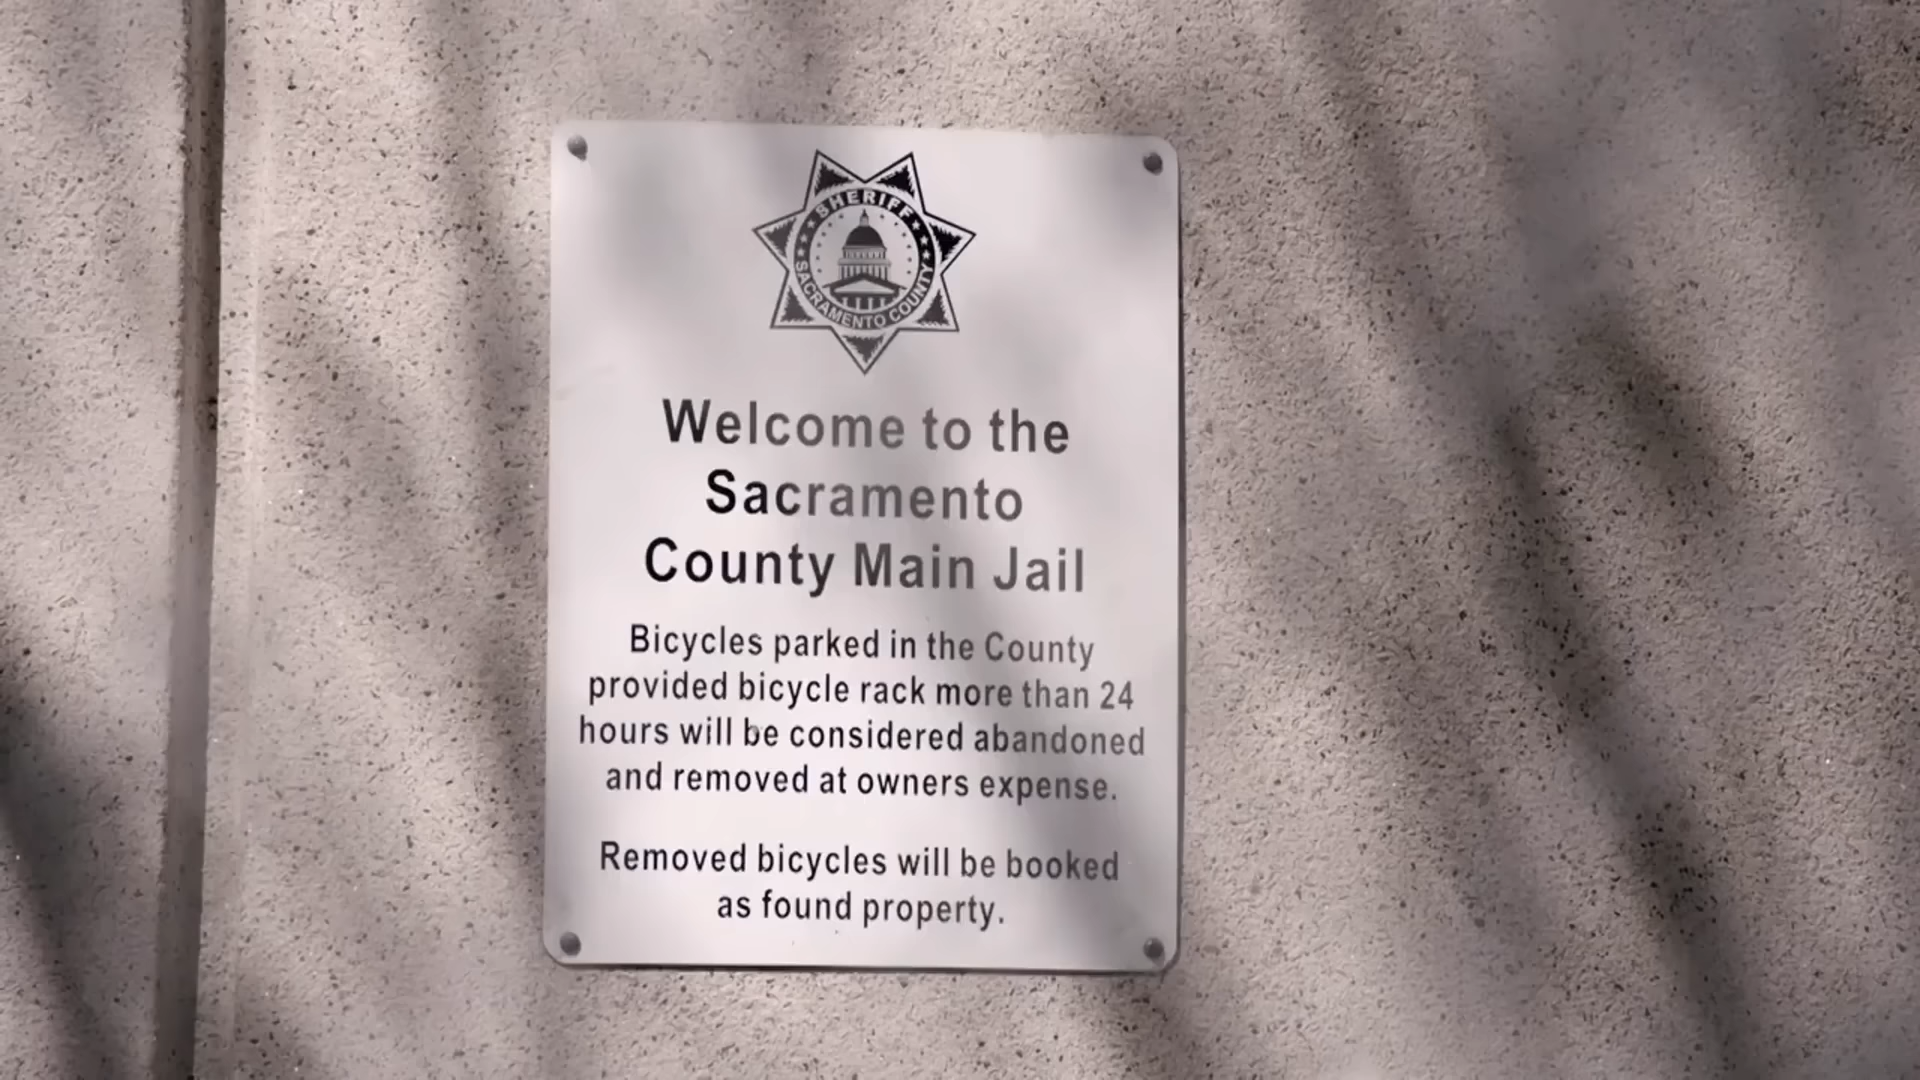 SHERIFF
SACRAMENTO COUNTY
Welcome to the
Sacramento
County Main Jail
Bicycles parked in the County
provided bicycle rack more than 24
hours will be considered abandoned
and removed at owners expense.
Removed bicycles will be booked
as found property.